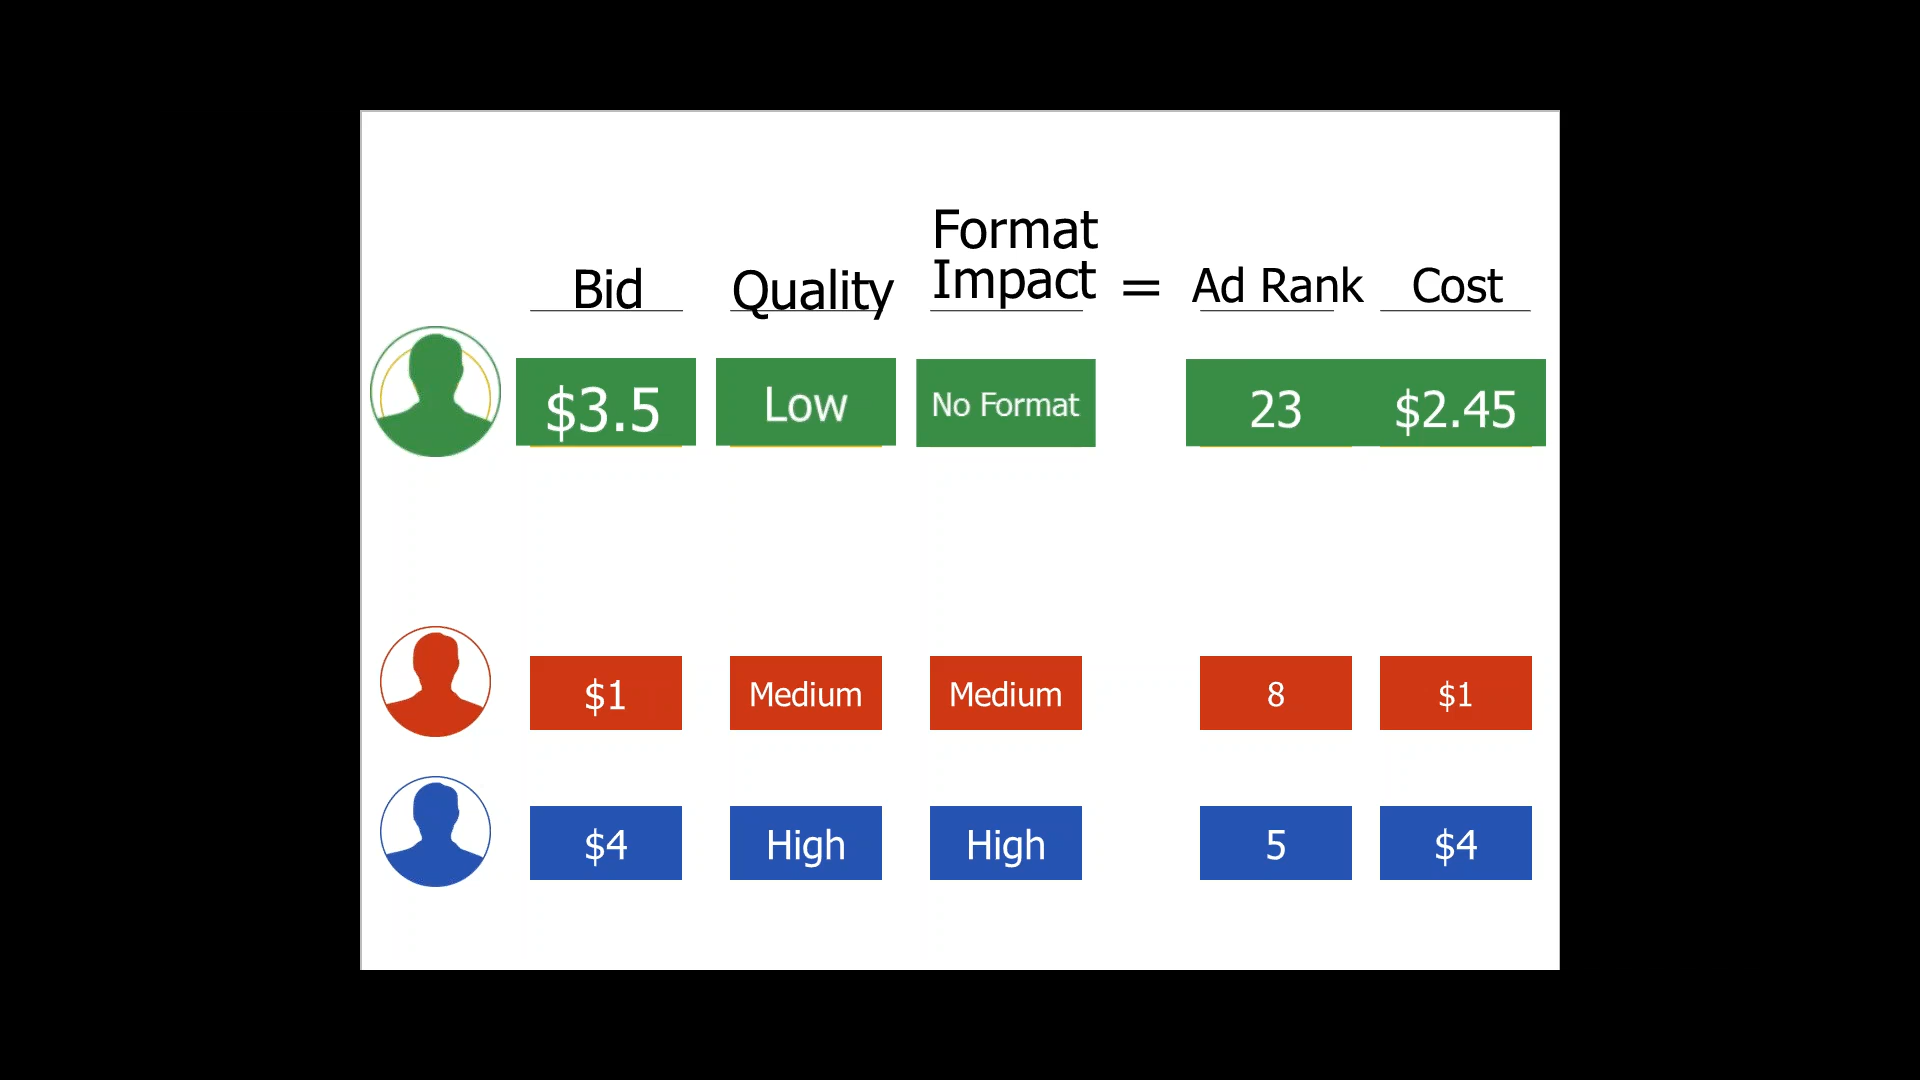 Format
Bid Quality Impact = Ad Rank Cost
$3.5 Low No Format 23 $2.45
$1 Medium Medium 8 $1
$4 High High 5 $4